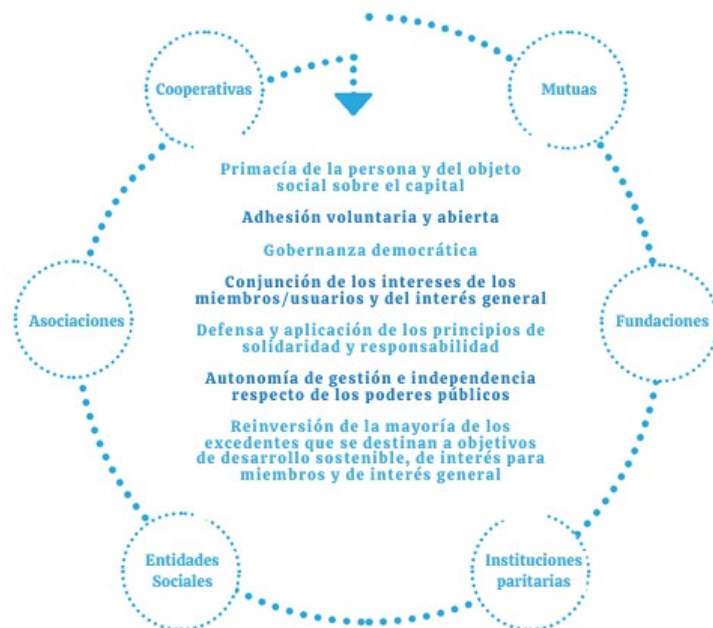 Cooperativas
Mutuas
Primacía de la persona y del objeto
social sobre el capital
Adhesión voluntaria y abierta
Gobernanza democrática
Conjunción de los intereses de los
miembros/usuarios y del interés general
Asociaciones
Fundaciones
Defensa y aplicación de los principios de
solidaridad y responsabilidad
Autonomía de gestión e independencia
respecto de los poderes públicos
Reinversión de la mayoría de los
excedentes que se destinan a objetivos
de desarrollo sostenible, de interés para
miembros y de interés general
Entidades
Sociales
Instituciones
paritarias